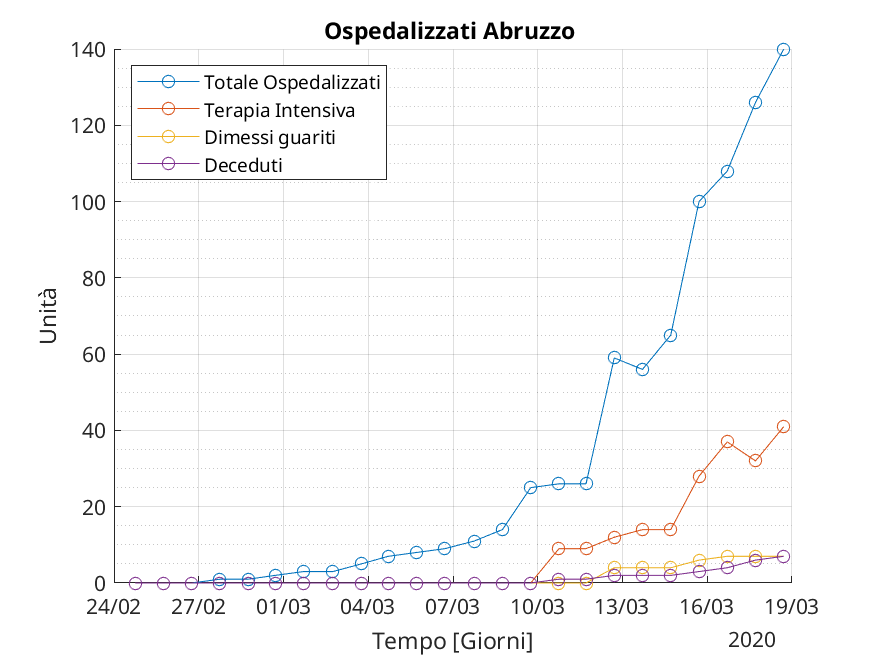 Ospedalizzati Abruzzo
140
120
100
80
60
40
20
0
Unità
Totale Ospedalizzati
Terapia Intensiva
Dimessi guariti
Deceduti
24/02 27/02 01/03 04/03 07/03 10/03 13/03 16/03 19/03
Tempo [Giorni]
2020